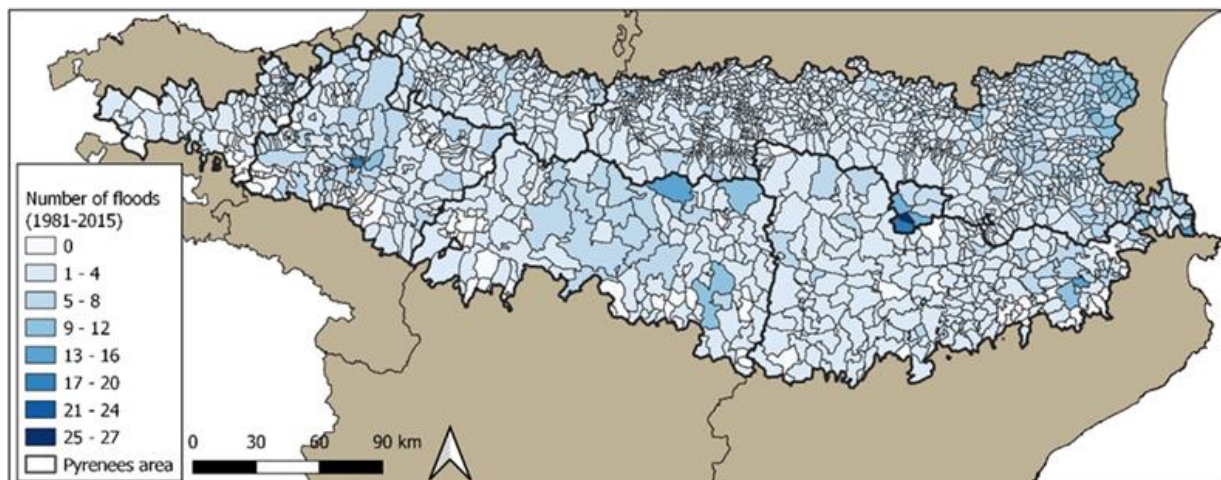 Number of floods
(1981-2015)
0
1 - 4
5 - 8
9 - 12
13 - 16
17 - 20
21 - 24
25 - 27
Pyrenees area
0 30 60 90 km